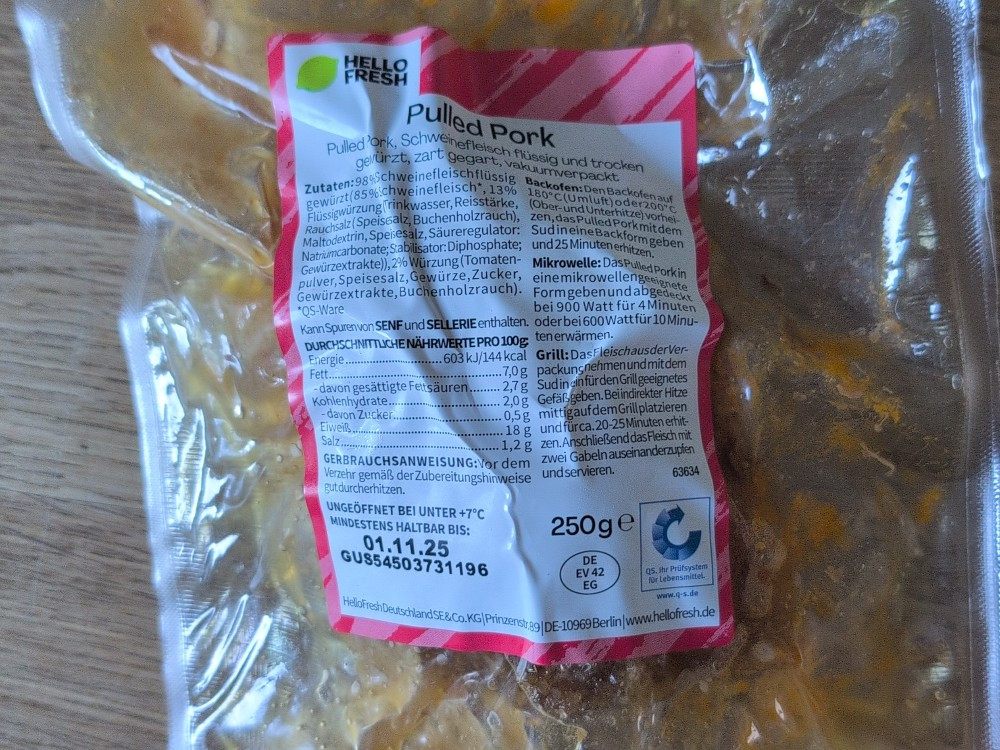 HELLO
FRESH
Pulled Pork
Pulled Pork, Schweinefleisch flüssig und trocken
gewürzt, zart gegart, vakuumverpackt
Zutaten: 98% Schweinefleisch flüssig
gewürzt (85% Schweinefleisch*, 13%
Flüssigwürzung (Trinkwasser, Reisstärke,
Rauchsalz (Speisesalz, Buchenholzrauch),
Maltodextrin, Speisesalz, Säureregulator:
Natriumcarbonate; Stabilisator: Diphosphate;
Gewürzextrakte)), 2% Würzung (Tomaten-
pulver, Speisesalz, Gewürze, Zucker,
Gewürzextrakte, Buchenholzrauch).
*QS-Ware
Kann Spuren von SENF und SELLERIE enthalten.
DURCHSCHNITTLICHE NÄHRWERTE PRO 100g:
Energie.................603 kJ/144 kcal
Fett.................7,0 g
- davon gesättigte Fettsäuren........2,7 g
Kohlenhydrate.................2,0 g
- davon Zucker.................0,5 g
Eiweiß.................18 g
Salz.................1,2 g
GERBRAUCHSANWEISUNG: Vor dem
Verzehr gemäß der Zubereitungshinweise
gut durcherhitzen.
UNGEÖFFNET BEI UNTER +7°C
MINDESTENS HALTBAR BIS:
01.11.25
GUS54503731196
Backofen: Den Backofen auf
180°C (Umluft) oder 200°C
(Ober- und Unterhitze) vorhei-
zen, das Pulled Pork mit dem
Sud in eine Backform geben
und 25 Minuten erhitzen.
Mikrowelle: Das Pulled Pork in
eine mikrowellengeeignete
Form geben und abgedeckt
bei 900 Watt für 4 Minuten
oder bei 600 Watt für 10 Minu-
ten erwärmen.
Grill: Das Fleisch aus der Ver-
packung nehmen und mit dem
Sud in ein für den Grill geeignetes
Gefäß geben. Bei indirekter Hitze
mittig auf dem Grill platzieren
und für ca. 20-25 Minuten erhit-
zen. Anschließend das Fleisch mit
zwei Gabeln auseinanderzupfen
und servieren.
63634
250g e
DE
EV 42
EG
QS. Ihr Prüfsystem
für Lebensmittel.
www.q-s.de
HelloFresh Deutschland SE & Co. KG | Prinzenstr. 89 | DE-10969 Berlin | www.hellofresh.de